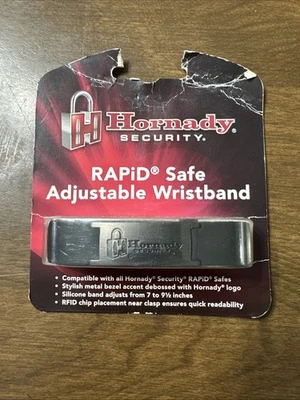 Hornady®
SECURITY®
RAPiD® Safe
Adjustable Wristband
Hornady
• Compatible with all Hornady® Security® RAPiD® Safes
• Stylish metal bezel accent debossed with Hornady® logo
• Silicone band adjusts from 7 to 9½ inches
• RFID chip placement near clasp ensures quick readability